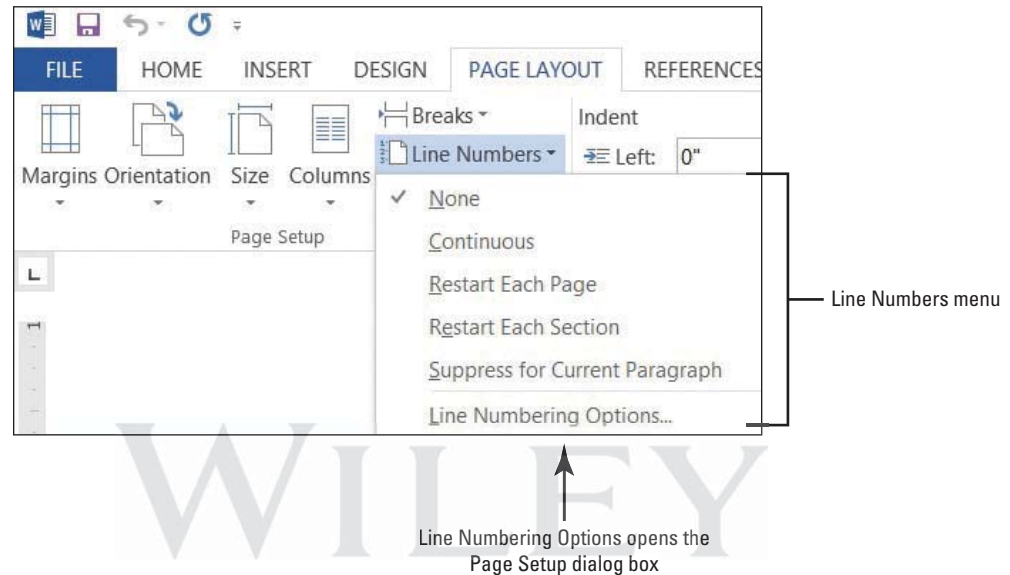 FILE HOME INSERT DESIGN PAGE LAYOUT REFERENCES
Breaks Indent
Line Numbers Left: 0"
Margins Orientation Size Columns
None
Page Setup
Continuous
L
Restart Each Page
Line Numbers menu
Restart Each Section
1
Suppress for Current Paragraph
Line Numbering Options...
WILEY
Line Numbering Options opens the
Page Setup dialog box